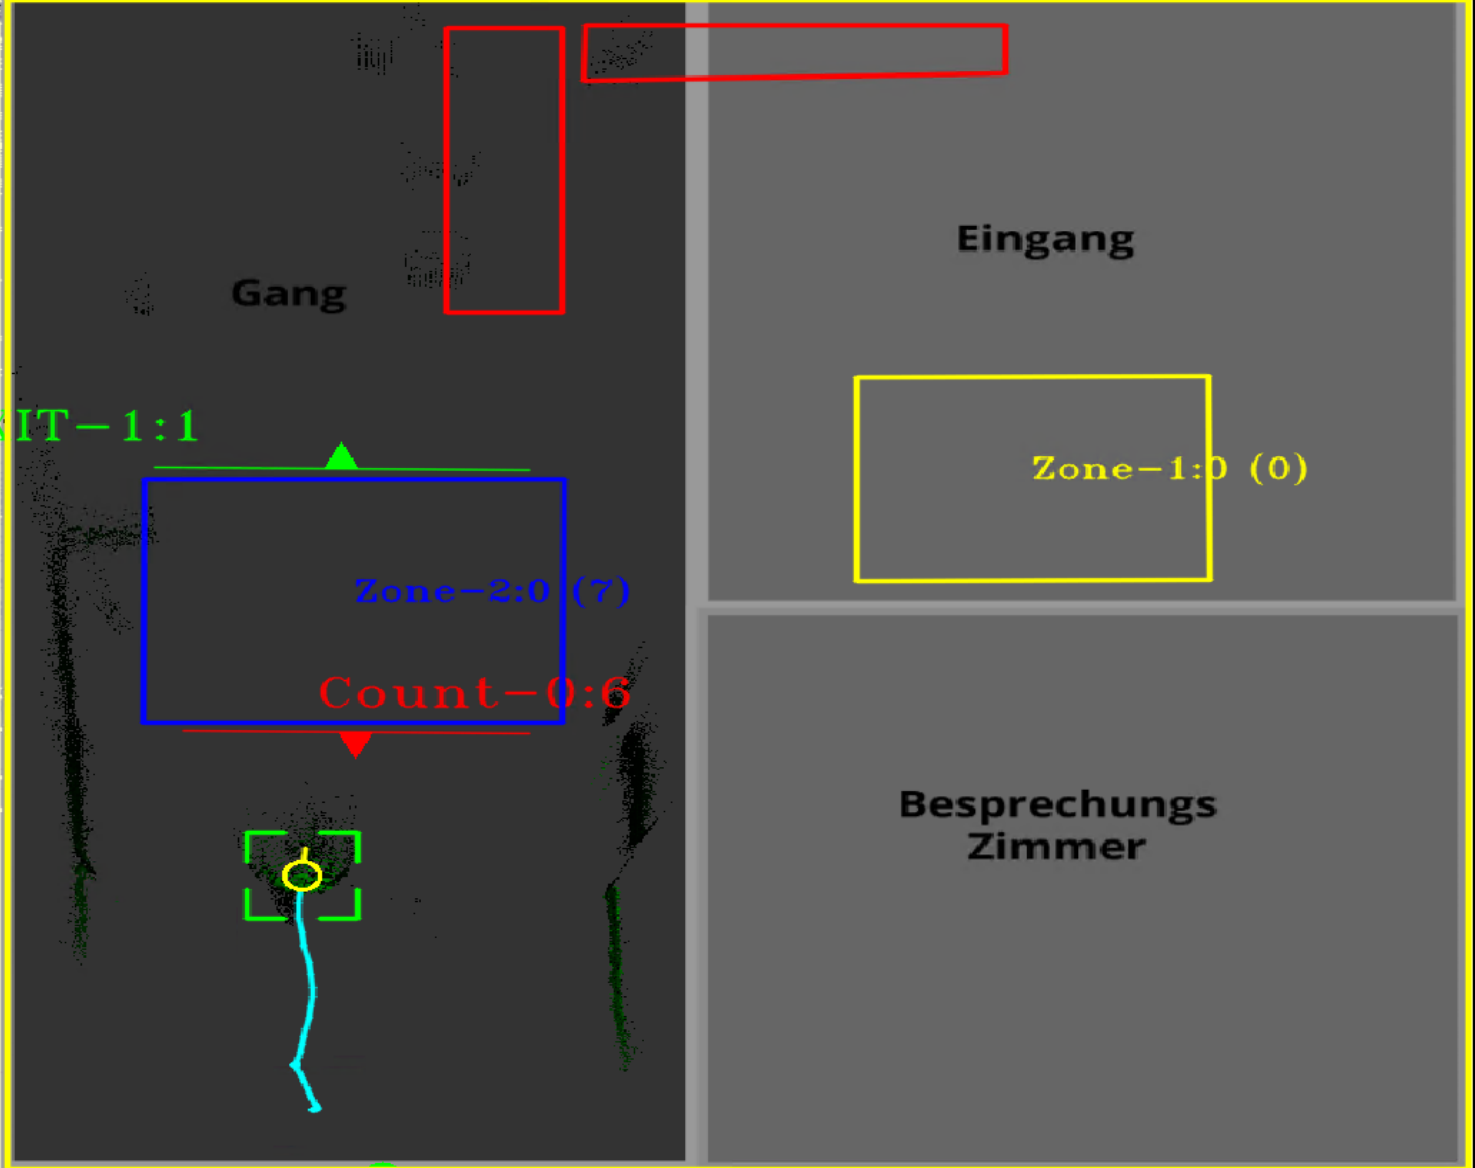 Eingang
Gang
IT-1:1
Zone-1:0 (0)
Zone-2:0 (7)
Count-0:6
Besprechungs
Zimmer